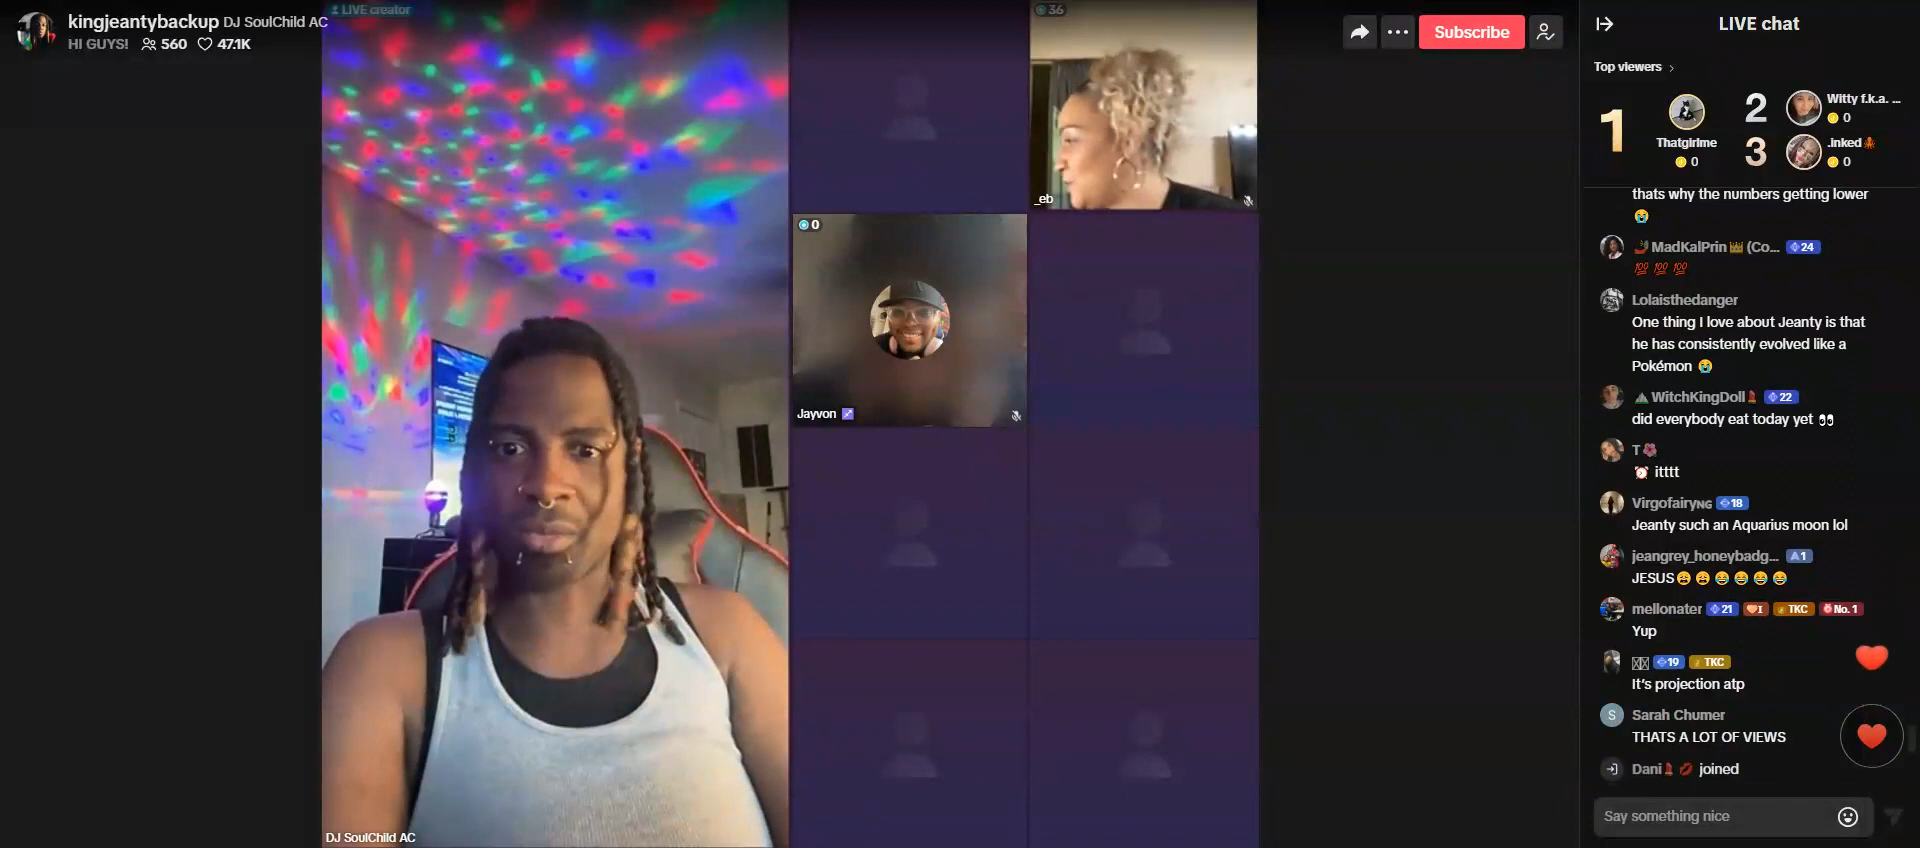 kingjeantybackup DJ SoulChild AC
HI GUYS! 560 47.1K
LIVE creator
36
_eb
0
Jayvon
DJ SoulChild AC
Subscribe
LIVE chat
Top viewers
1
Thatgirlme
0
2
Witty f.k.a. ...
0
3
.inked
0
thats why the numbers getting lower
😭
MadKalPrin 👑 (Co... 24
💯 💯 💯
Lolaisthedanger
One thing I love about Jeanty is that
he has consistently evolved like a
Pokémon 😭
WitchKingDoll 22
did everybody eat today yet 👀
T🌺
⏰ itttt
VirgofairyNG 18
Jeanty such an Aquarius moon lol
jeangrey_honeybadg... 1
JESUS😩😩😂😂😂😂
mellonater 21 I TKC No. 1
Yup
19 TKC
It's projection atp
S Sarah Chumer
THATS A LOT OF VIEWS
Dani💄💋 joined
Say something nice